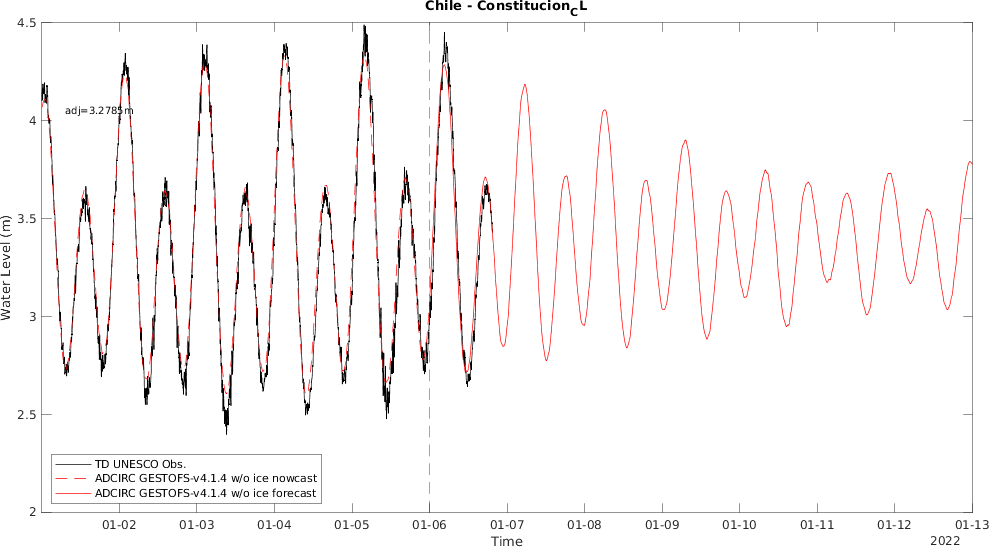 Chile - Constitucion_CL
4.5
4
3.5
3
2.5
2
Water Level (m)
adj=3.2785m
TD UNESCO Obs.
ADCIRC GESTOFS-v4.1.4 w/o ice nowcast
ADCIRC GESTOFS-v4.1.4 w/o ice forecast
01-02 01-03 01-04 01-05 01-06 01-07 01-08 01-09 01-10 01-11 01-12 01-13
Time
2022